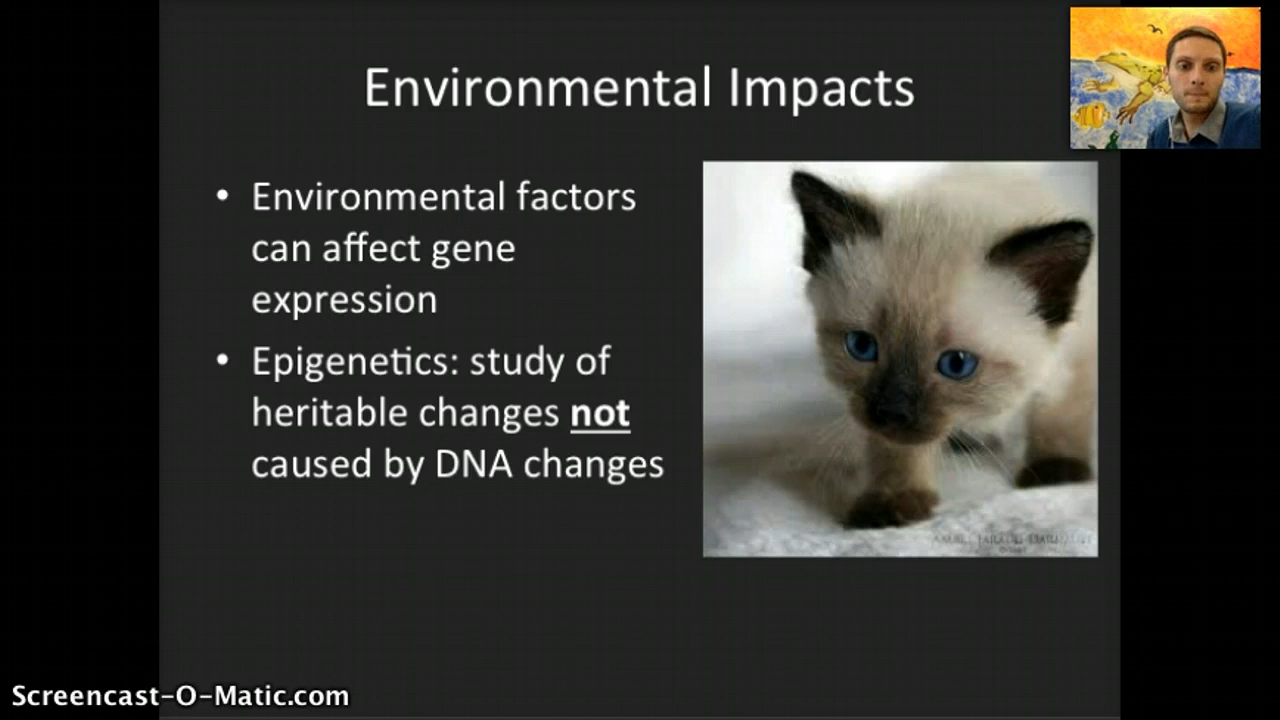 Environmental Impacts
• Environmental factors
can affect gene
expression
• Epigenetics: study of
heritable changes not
caused by DNA changes
Screencast-O-Matic.com